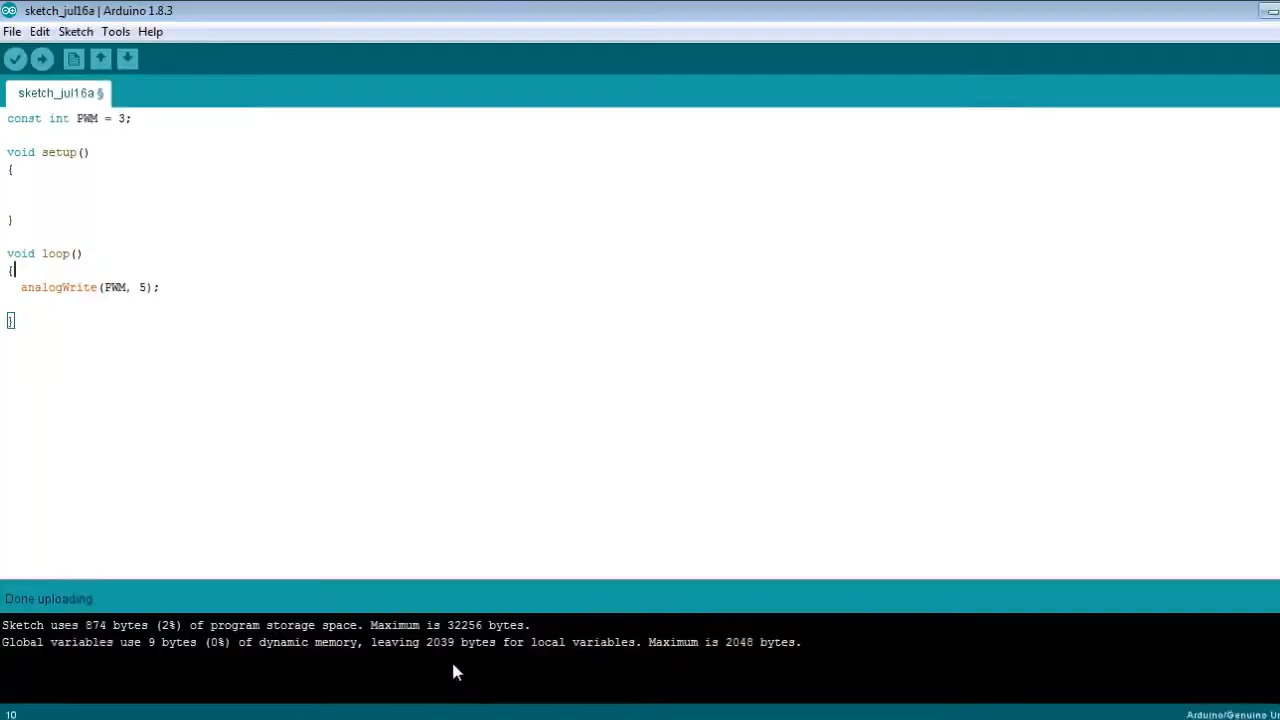 sketch_jul16a | Arduino 1.8.3
File Edit Sketch Tools Help
sketch_jul16a §
const int PWM = 3;
void setup()
{
}
void loop()
{
analogWrite(PWM, 5);
}
Done uploading
Sketch uses 874 bytes (2%) of program storage space. Maximum is 32256 bytes.
Global variables use 9 bytes (0%) of dynamic memory, leaving 2039 bytes for local variables. Maximum is 2048 bytes.
10 Arduino/Genuino Un